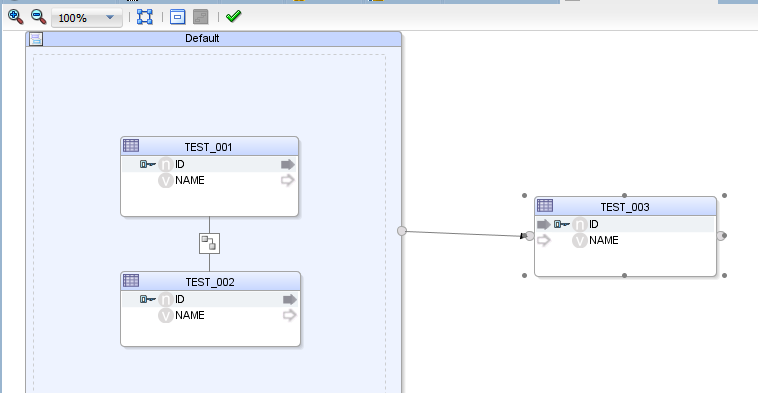 100%
Default
TEST_001
n ID
V NAME
TEST_002
n ID
V NAME
TEST_003
n ID
V NAME